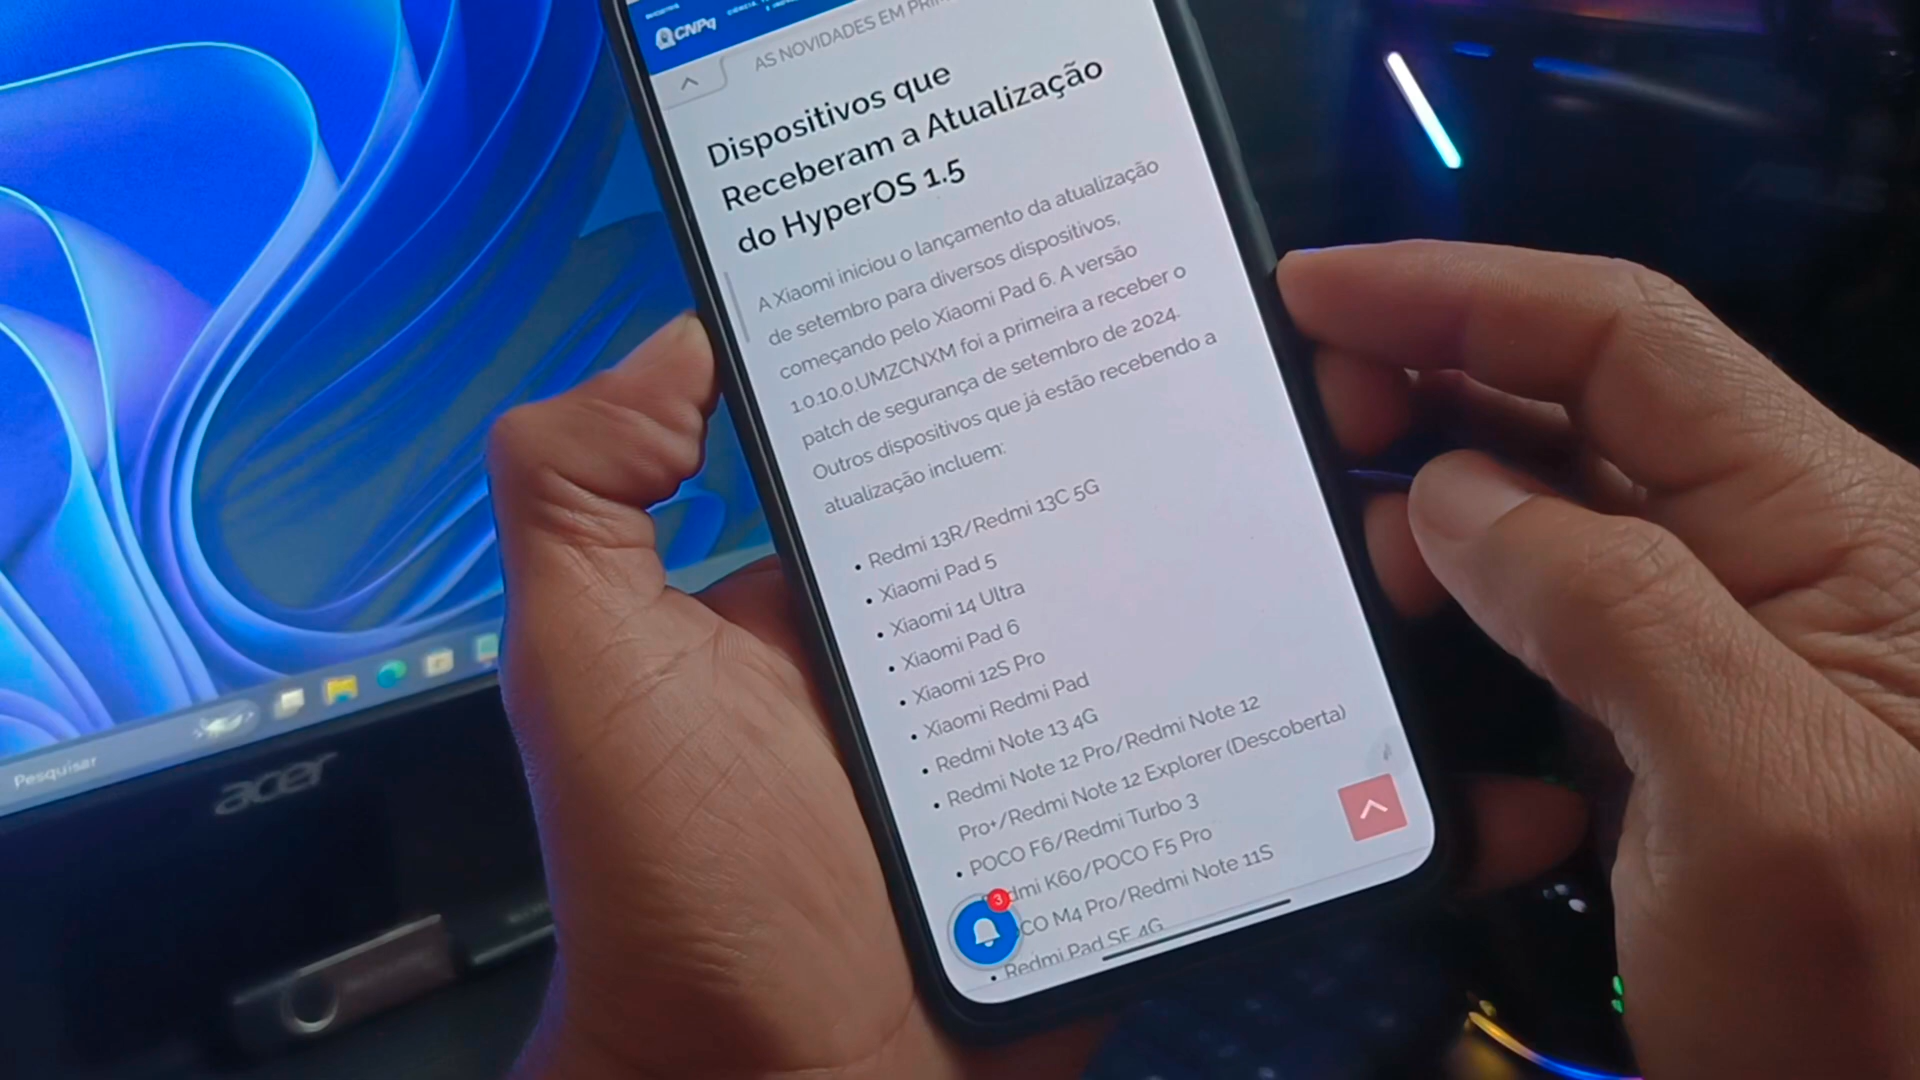 CNPq
AS NOVIDADES EM
Dispositivos que
Receberam a Atualização
do HyperOS 1.5
A Xiaomi iniciou o lançamento da atualização
de setembro para diversos dispositivos,
começando pelo Xiaomi Pad 6. A versão
1.0.10.0.UMZCNXM foi a primeira a receber o
patch de segurança de setembro de 2024.
Outros dispositivos que já estão recebendo a
atualização incluem:
• Redmi 13R/Redmi 13C 5G
• Xiaomi Pad 5
• Xiaomi 14 Ultra
• Xiaomi Pad 6
• Xiaomi 12S Pro
• Xiaomi Redmi Pad
• Redmi Note 13 4G
• Redmi Note 12 Pro/Redmi Note 12
Pro+/Redmi Note 12 Explorer (Descoberta)
• POCO F6/Redmi Turbo 3
dmi K60/POCO F5 Pro
CO M4 Pro/Redmi Note 11S
• Redmi Pad SE 4G
3
Pesquisar
acer